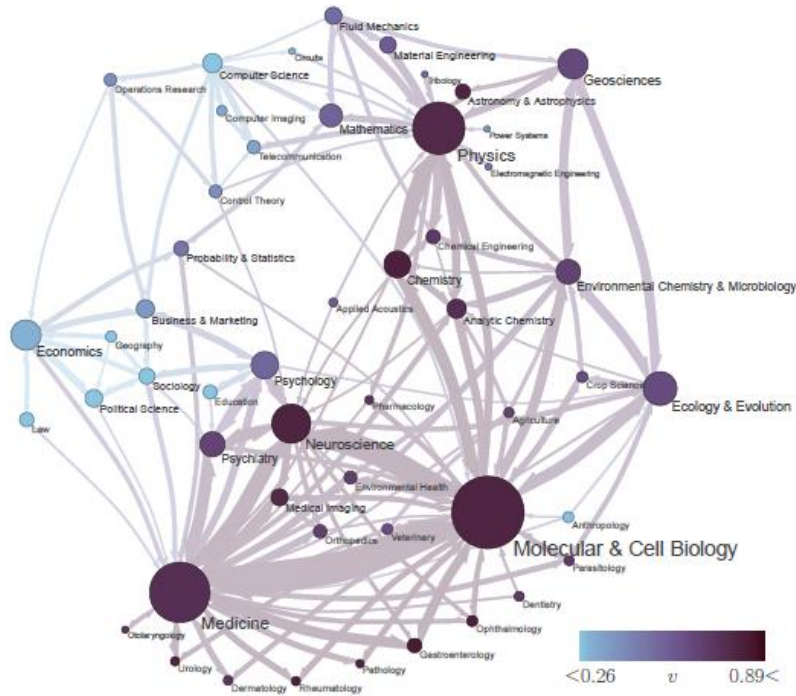 Fluid Mechanics
Material Engineering
Circuits
Computer Science
Geosciences
Tribology
Operations Research
Astronomy & Astrophysics
Computer Imaging
Mathematics
Power Systems
Physics
Telecommunication
Electromagnetic Engineering
Control Theory
Chemical Engineering
Probability & Statistics
Chemistry
Environmental Chemistry & Microbiology
Applied Acoustics
Analytic Chemistry
Business & Marketing
Economics
Geography
Sociology
Psychology
Crop Science
Political Science
Education
Pharmacology
Ecology & Evolution
Agriculture
Law
Neuroscience
Psychiatry
Environmental Health
Medical Imaging
Anthropology
Orthopedics
Veterinary
Molecular & Cell Biology
Parasitology
Dentistry
Medicine
Ophthalmology
Otolaryngology
Gastroenterology
Urology
Pathology
Dermatology
Rheumatology
<0.26 v 0.89<